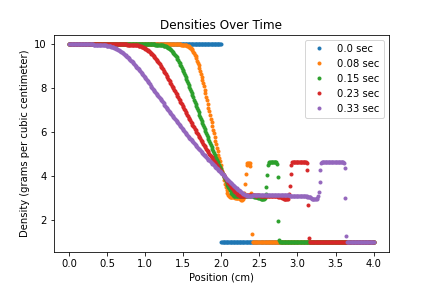 Densities Over Time
Density (grams per cubic centimeter)
10
8
6
4
2
0.0 sec
0.08 sec
0.15 sec
0.23 sec
0.33 sec
0.0 0.5 1.0 1.5 2.0 2.5 3.0 3.5 4.0
Position (cm)